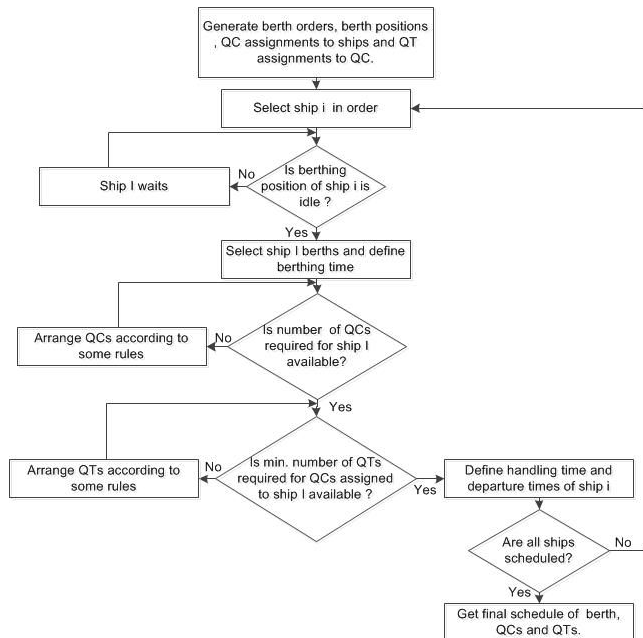 Generate berth orders, berth positions
, QC assignments to ships and QT
assignments to QC.
Select ship i in order
Is berthing
position of ship i is
idle ?
No
Ship I waits
Yes
Select ship I berths and define
berthing time
Is number of QCs
required for ship I
available?
No
Arrange QCs according to
some rules
Yes
Is min. number of QTs
required for QCs assigned
to ship I available ?
No
Arrange QTs according to
some rules
Yes
Define handling time and
departure times of ship i
Are all ships
scheduled?
No
Yes
Get final schedule of berth,
QCs and QTs.